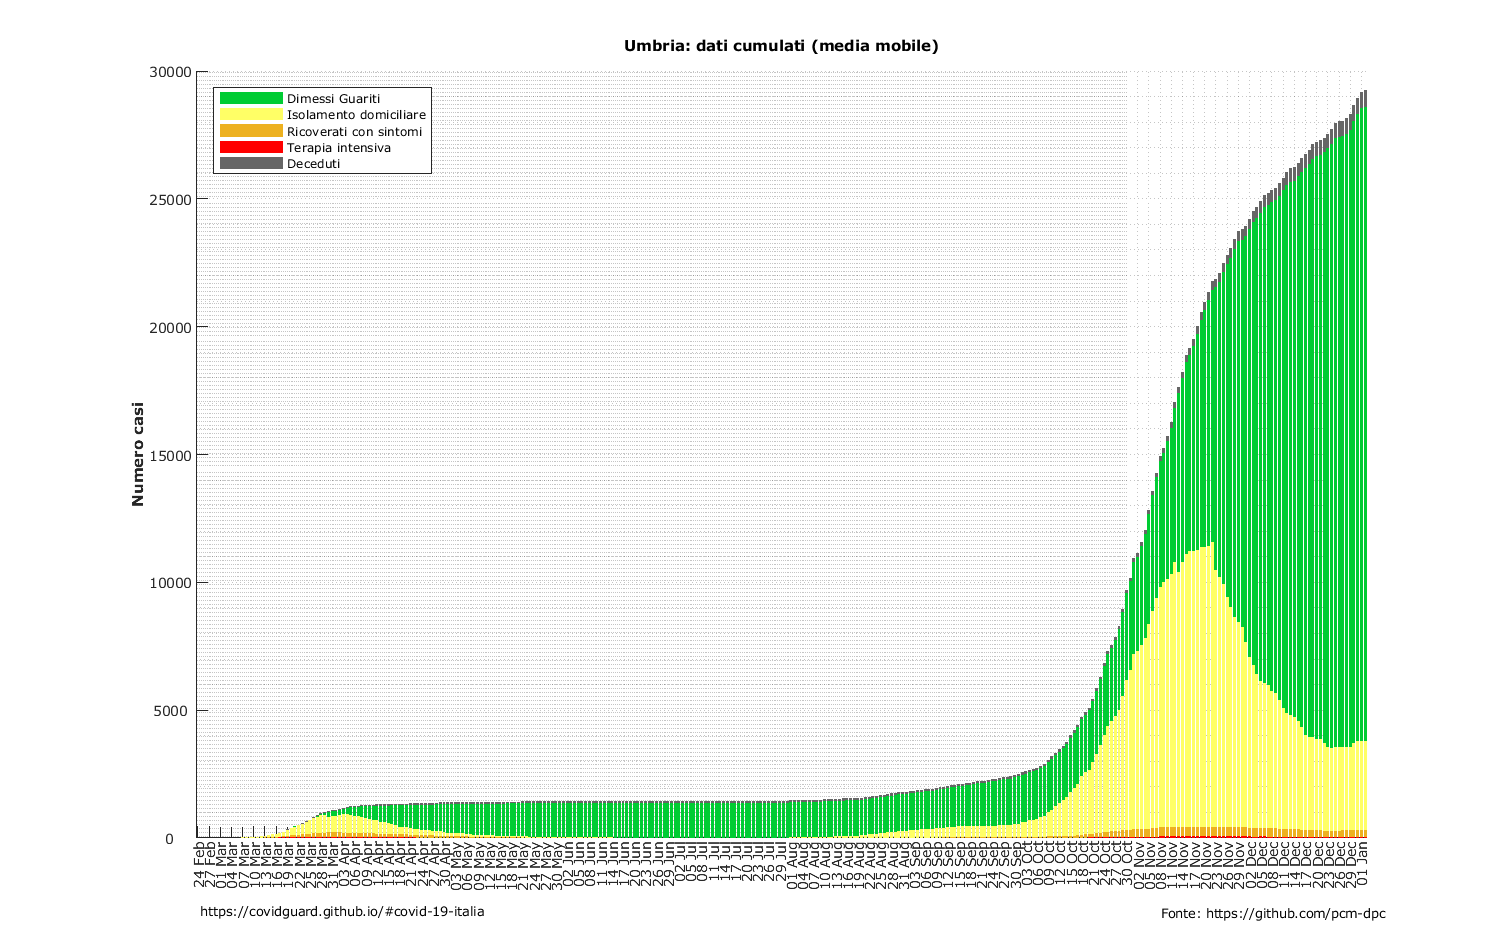 Umbria: dati cumulati (media mobile)
30000
25000
20000
15000
10000
5000
0
Numero casi
Dimessi Guariti
Isolamento domiciliare
Ricoverati con sintomi
Terapia intensiva
Deceduti
24 Feb
27 Feb
01 Mar
04 Mar
07 Mar
10 Mar
13 Mar
16 Mar
19 Mar
22 Mar
25 Mar
28 Mar
31 Mar
03 Apr
06 Apr
09 Apr
12 Apr
15 Apr
18 Apr
21 Apr
24 Apr
27 Apr
30 Apr
03 May
06 May
09 May
12 May
15 May
18 May
21 May
24 May
27 May
30 May
02 Jun
05 Jun
08 Jun
11 Jun
14 Jun
17 Jun
20 Jun
23 Jun
26 Jun
29 Jun
02 Jul
05 Jul
08 Jul
11 Jul
14 Jul
17 Jul
20 Jul
23 Jul
26 Jul
29 Jul
01 Aug
04 Aug
07 Aug
10 Aug
13 Aug
16 Aug
19 Aug
22 Aug
25 Aug
28 Aug
31 Aug
03 Sep
06 Sep
09 Sep
12 Sep
15 Sep
18 Sep
21 Sep
24 Sep
27 Sep
30 Sep
03 Oct
06 Oct
09 Oct
12 Oct
15 Oct
18 Oct
21 Oct
24 Oct
27 Oct
30 Oct
02 Nov
05 Nov
08 Nov
11 Nov
14 Nov
17 Nov
20 Nov
23 Nov
26 Nov
29 Nov
02 Dec
05 Dec
08 Dec
11 Dec
14 Dec
17 Dec
20 Dec
23 Dec
26 Dec
29 Dec
01 Jan
https://covidguard.github.io/#covid-19-italia
Fonte: https://github.com/pcm-dpc